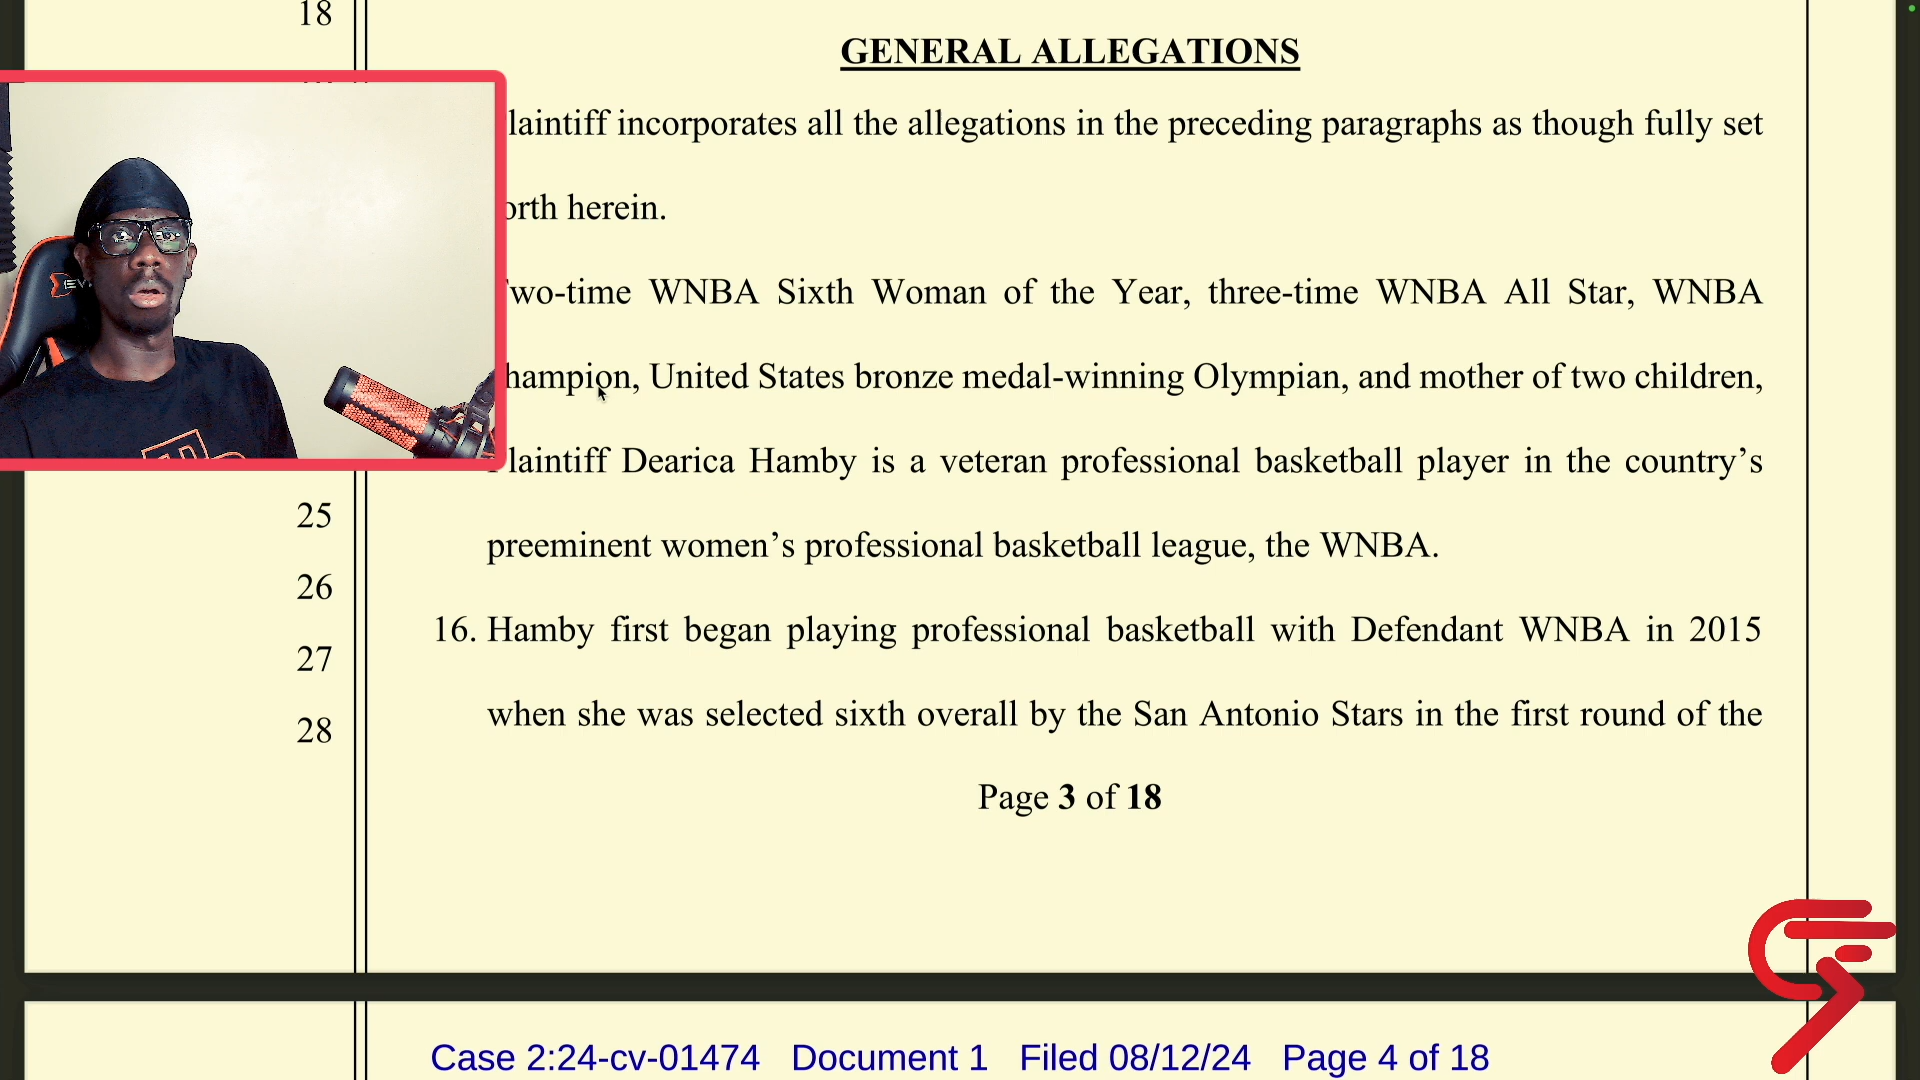 18
GENERAL ALLEGATIONS
laintiff incorporates all the allegations in the preceding paragraphs as though fully set
orth herein.
wo-time WNBA Sixth Woman of the Year, three-time WNBA All Star, WNBA
hampion, United States bronze medal-winning Olympian, and mother of two children,
laintiff Dearica Hamby is a veteran professional basketball player in the country’s
25
preeminent women’s professional basketball league, the WNBA.
26
16. Hamby first began playing professional basketball with Defendant WNBA in 2015
27
when she was selected sixth overall by the San Antonio Stars in the first round of the
28
Page 3 of 18
Case 2:24-cv-01474 Document 1 Filed 08/12/24 Page 4 of 18